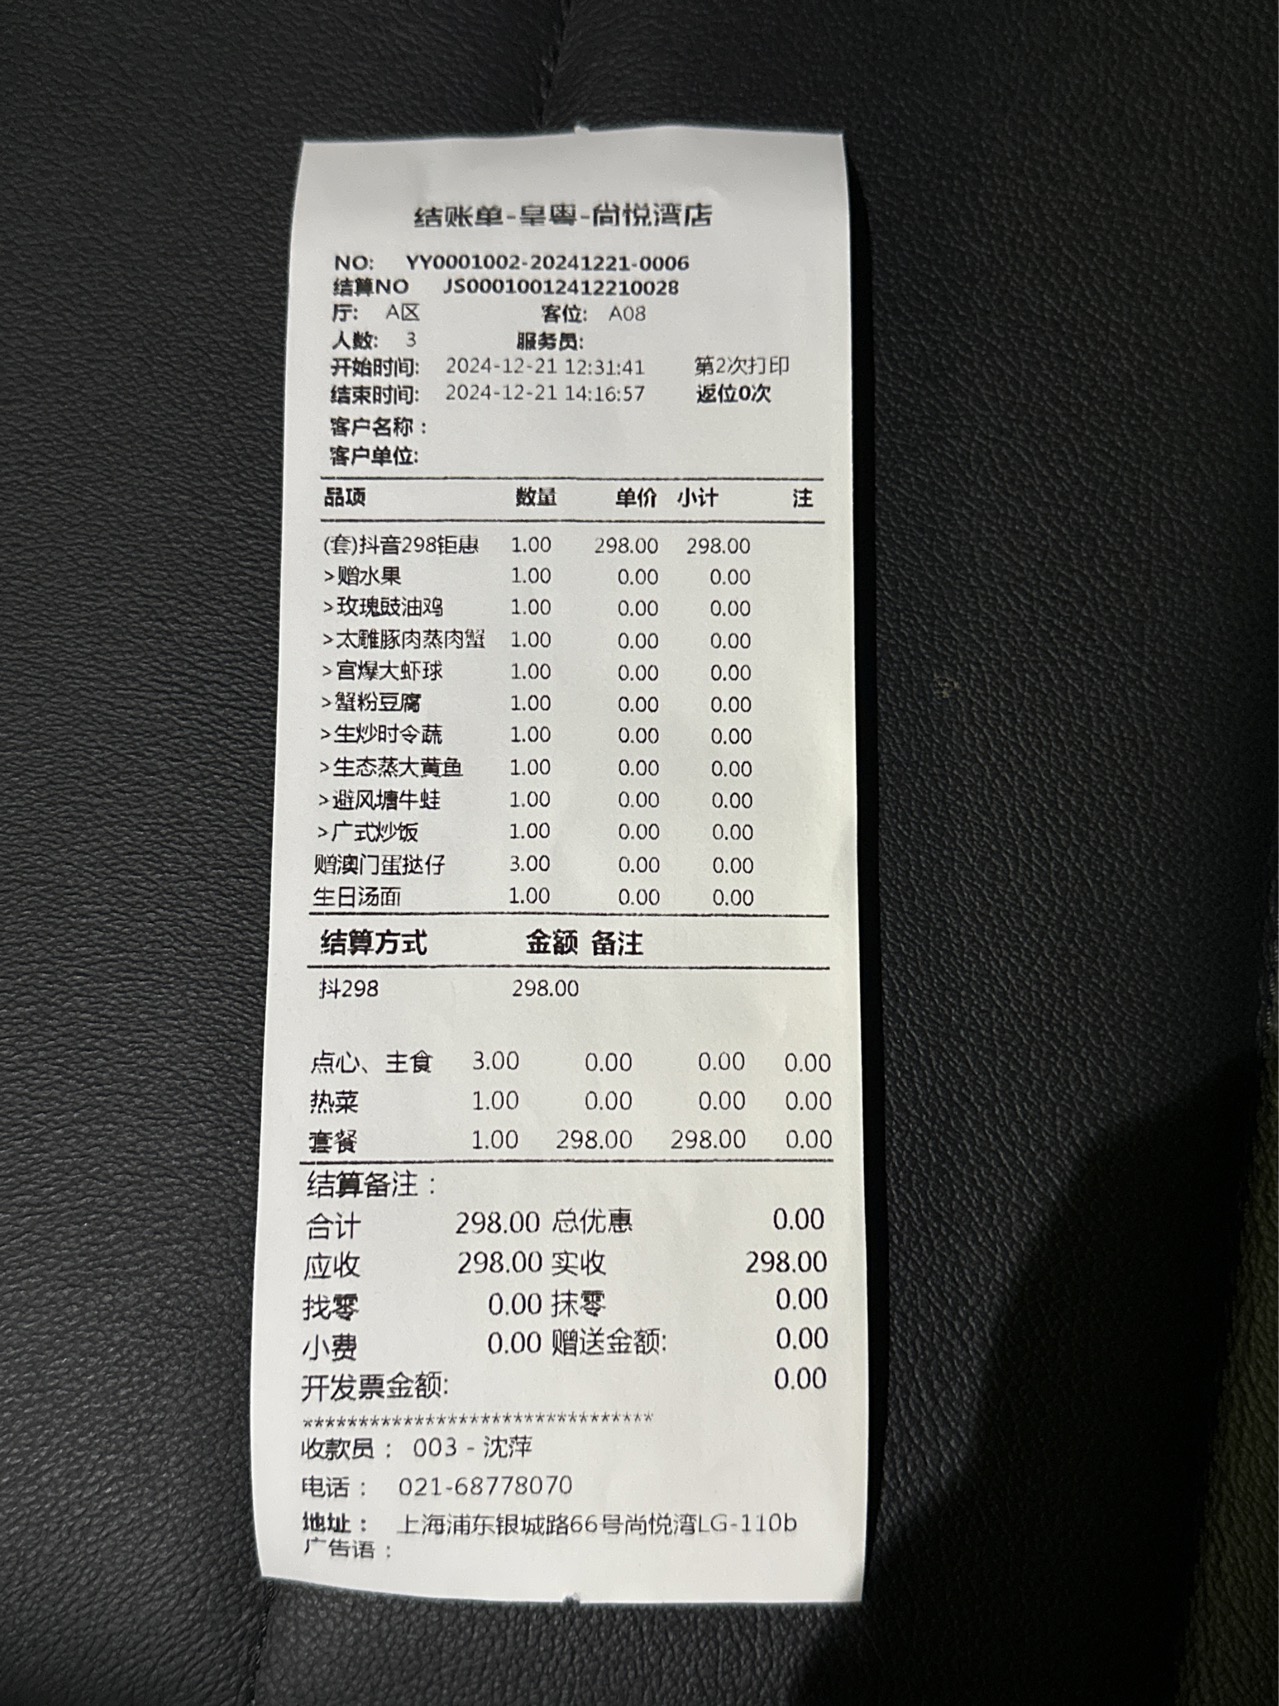 结账单-皇粤-尚悦湾店
NO: YY0001002-20241221-0006
结算NO JS00010012412210028
厅: A区 客位: A08
人数: 3 服务员:
开始时间: 2024-12-21 12:31:41 第2次打印
结束时间: 2024-12-21 14:16:57 返位0次
客户名称：
客户单位:
品项 数量 单价 小计 注
(套)抖音298钜惠 1.00 298.00 298.00
>赠水果 1.00 0.00 0.00
>玫瑰豉油鸡 1.00 0.00 0.00
>太雕豚肉蒸肉蟹 1.00 0.00 0.00
>宫爆大虾球 1.00 0.00 0.00
>蟹粉豆腐 1.00 0.00 0.00
>生炒时令蔬 1.00 0.00 0.00
>生态蒸大黄鱼 1.00 0.00 0.00
>避风塘牛蛙 1.00 0.00 0.00
>广式炒饭 1.00 0.00 0.00
赠澳门蛋挞仔 3.00 0.00 0.00
生日汤面 1.00 0.00 0.00
结算方式 金额 备注
抖298 298.00
点心、主食 3.00 0.00 0.00 0.00
热菜 1.00 0.00 0.00 0.00
套餐 1.00 298.00 298.00 0.00
结算备注：
合计 298.00 总优惠 0.00
应收 298.00 实收 298.00
找零 0.00 抹零 0.00
小费 0.00 赠送金额: 0.00
开发票金额: 0.00
********************************
收款员： 003 - 沈萍
电话： 021-68778070
地址： 上海浦东银城路66号尚悦湾LG-110b
广告语：